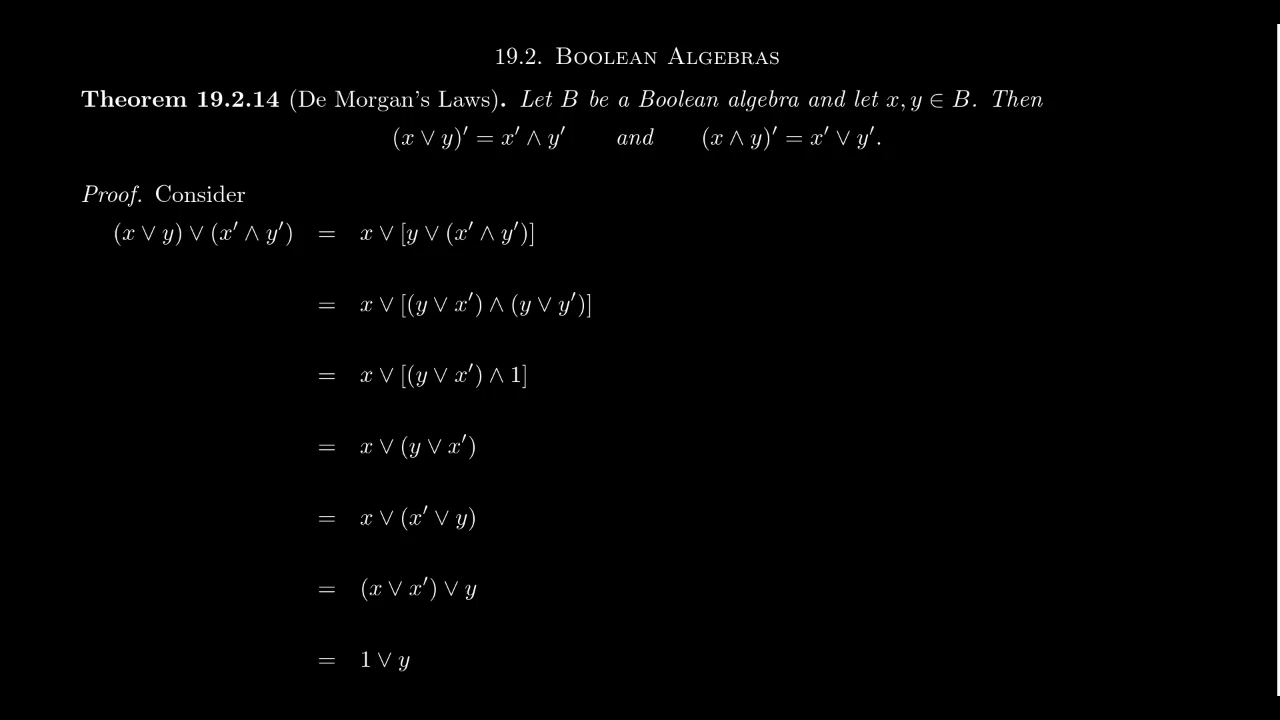 19.2. Boolean Algebras
Theorem 19.2.14 (De Morgan's Laws). Let B be a Boolean algebra and let x, y ∈ B. Then
(x ∨ y)′ = x′ ∧ y′ and (x ∧ y)′ = x′ ∨ y′.
Proof. Consider
(x ∨ y) ∨ (x′ ∧ y′) = x ∨ [y ∨ (x′ ∧ y′)]
= x ∨ [(y ∨ x′) ∧ (y ∨ y′)]
= x ∨ [(y ∨ x′) ∧ 1]
= x ∨ (y ∨ x′)
= x ∨ (x′ ∨ y)
= (x ∨ x′) ∨ y
= 1 ∨ y